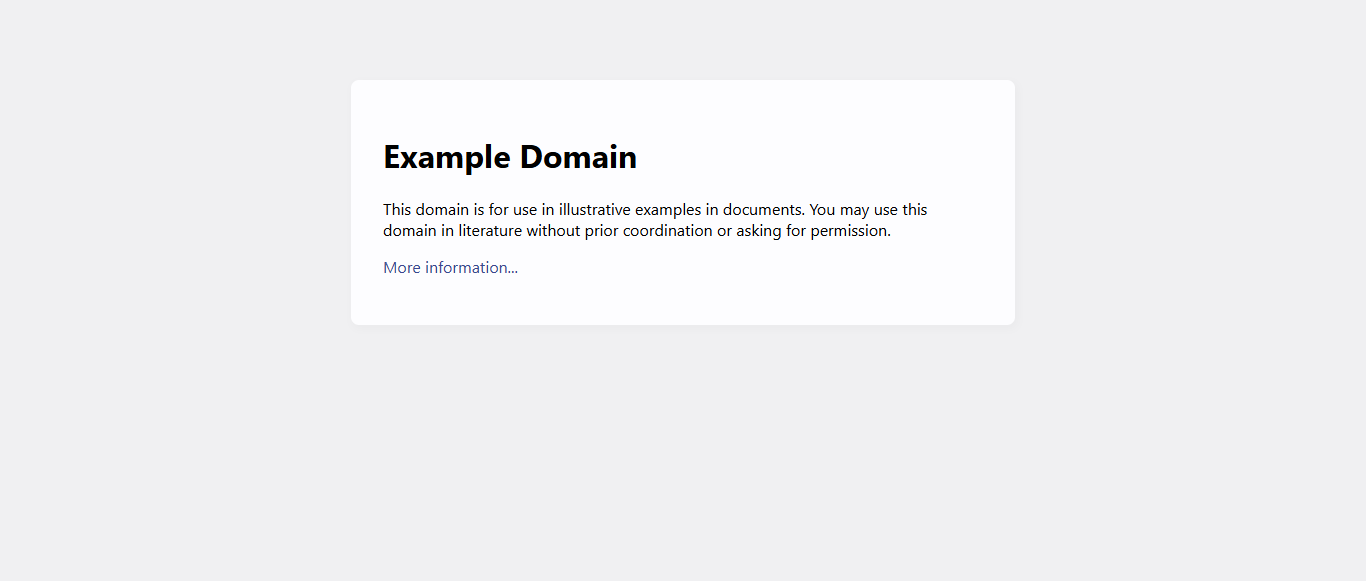 Example Domain
This domain is for use in illustrative examples in documents. You may use this
domain in literature without prior coordination or asking for permission.
More information...